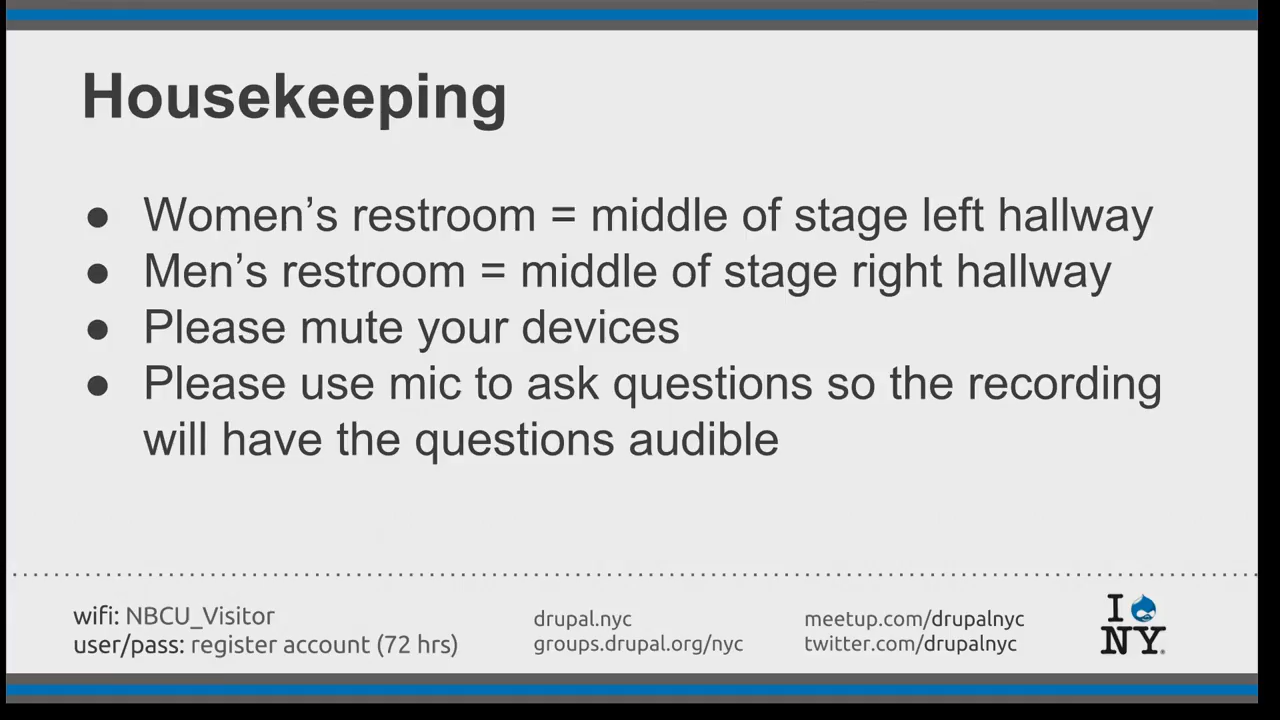 Housekeeping
● Women’s restroom = middle of stage left hallway
● Men’s restroom = middle of stage right hallway
● Please mute your devices
● Please use mic to ask questions so the recording
will have the questions audible
wifi: NBCU_Visitor
user/pass: register account (72 hrs)
drupal.nyc
groups.drupal.org/nyc
meetup.com/drupalnyc
twitter.com/drupalnyc
I
NY